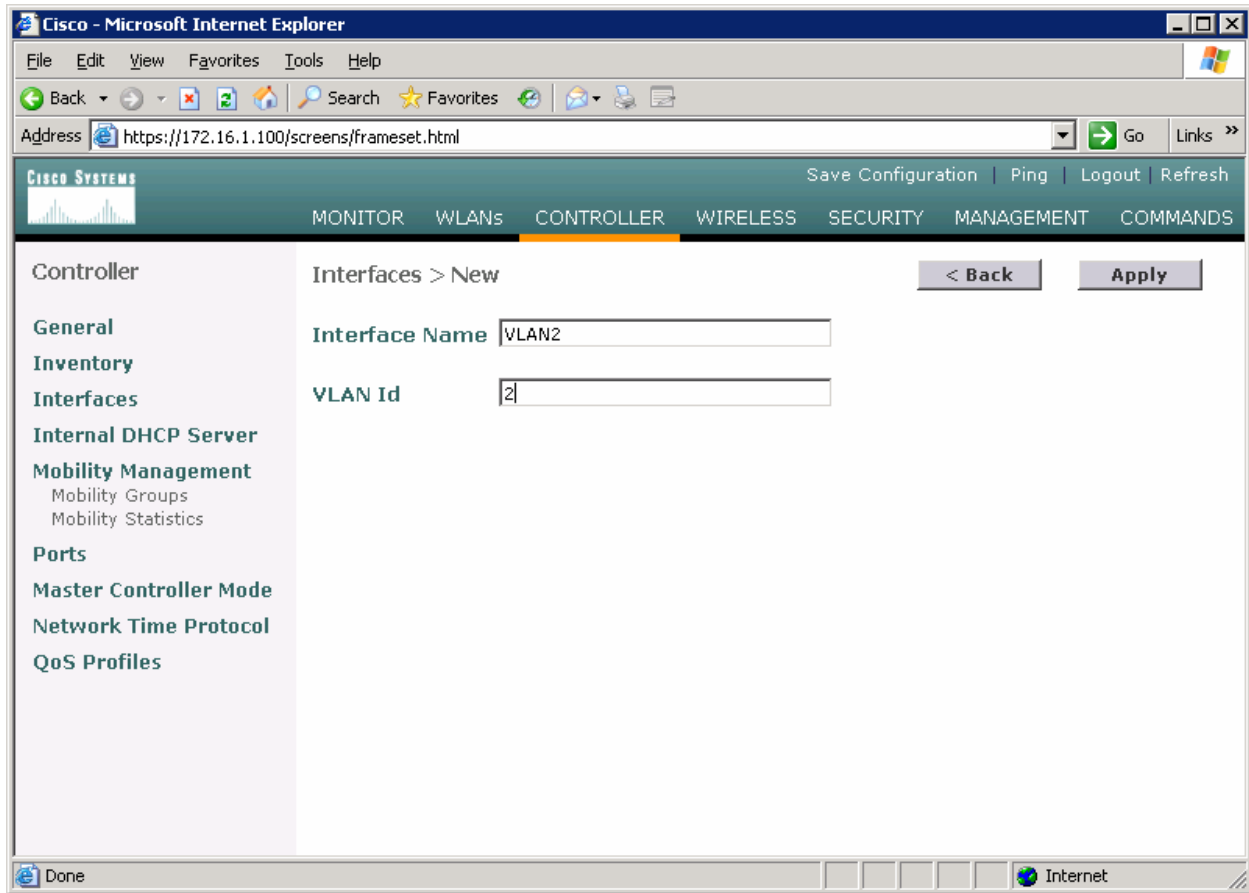 Cisco - Microsoft Internet Explorer
File Edit View Favorites Tools Help
Back Search Favorites
Address https://172.16.1.100/screens/frameset.html Go Links »
CISCO SYSTEMS
Save Configuration | Ping | Logout | Refresh
MONITOR WLANs CONTROLLER WIRELESS SECURITY MANAGEMENT COMMANDS
Controller
General
Inventory
Interfaces
Internal DHCP Server
Mobility Management
Mobility Groups
Mobility Statistics
Ports
Master Controller Mode
Network Time Protocol
QoS Profiles
Interfaces > New
< Back Apply
Interface Name VLAN2
VLAN Id 2
Done Internet